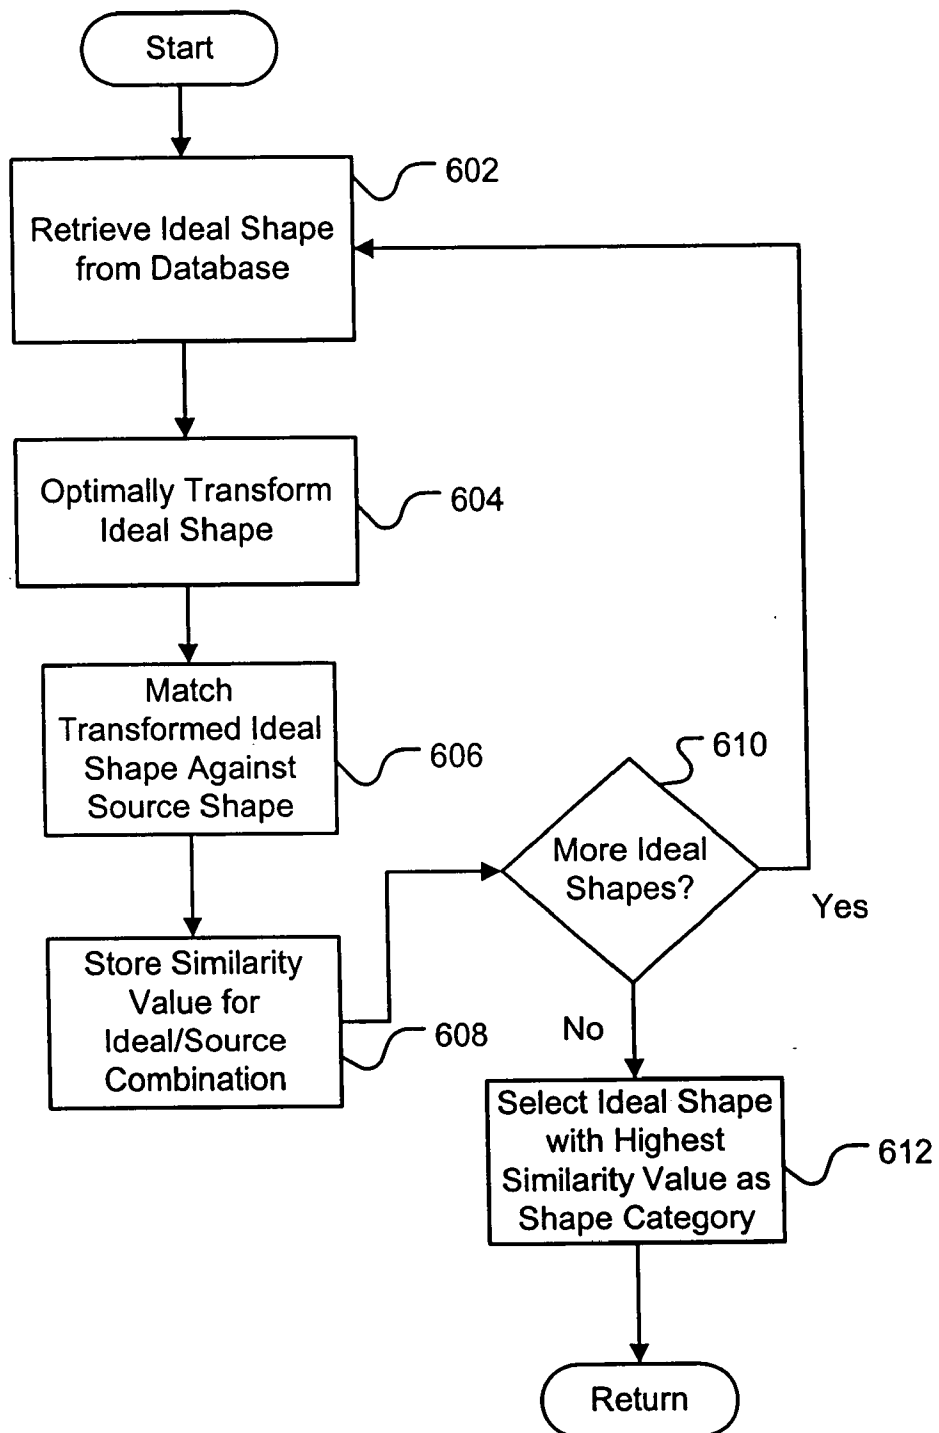 Start
602
Retrieve Ideal Shape
from Database
Optimally Transform
Ideal Shape
604
Match
Transformed Ideal
Shape Against
Source Shape
606
610
More Ideal
Shapes?
Yes
Store Similarity
Value for
Ideal/Source
Combination
608
No
Select Ideal Shape
with Highest
Similarity Value as
Shape Category
612
Return